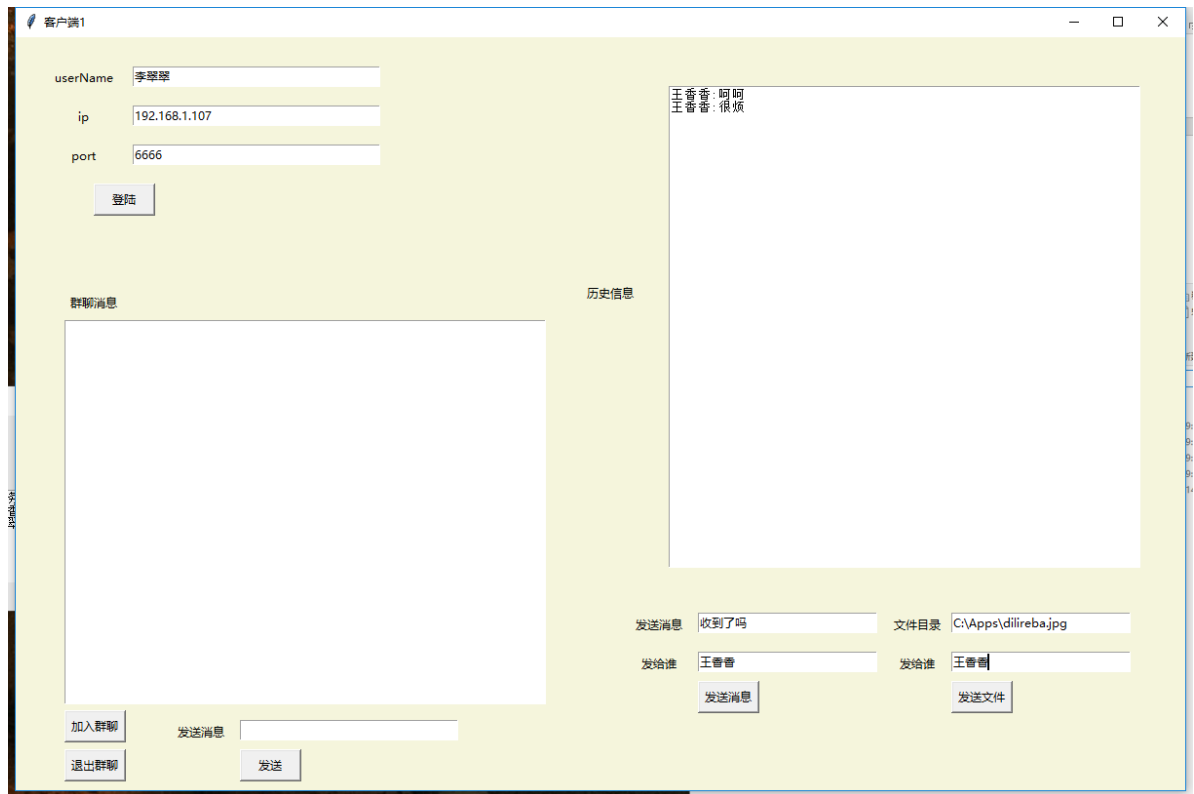 客户端1
userName 李翠翠
ip 192.168.1.107
port 6666
登陆
群聊消息
加入群聊
发送消息
退出群聊
发送
历史信息
王香香:呵呵
王香香:很烦
发送消息 收到了吗 文件目录 C:\Apps\dilireba.jpg
发给谁 王香香 发给谁 王香香
发送消息 发送文件